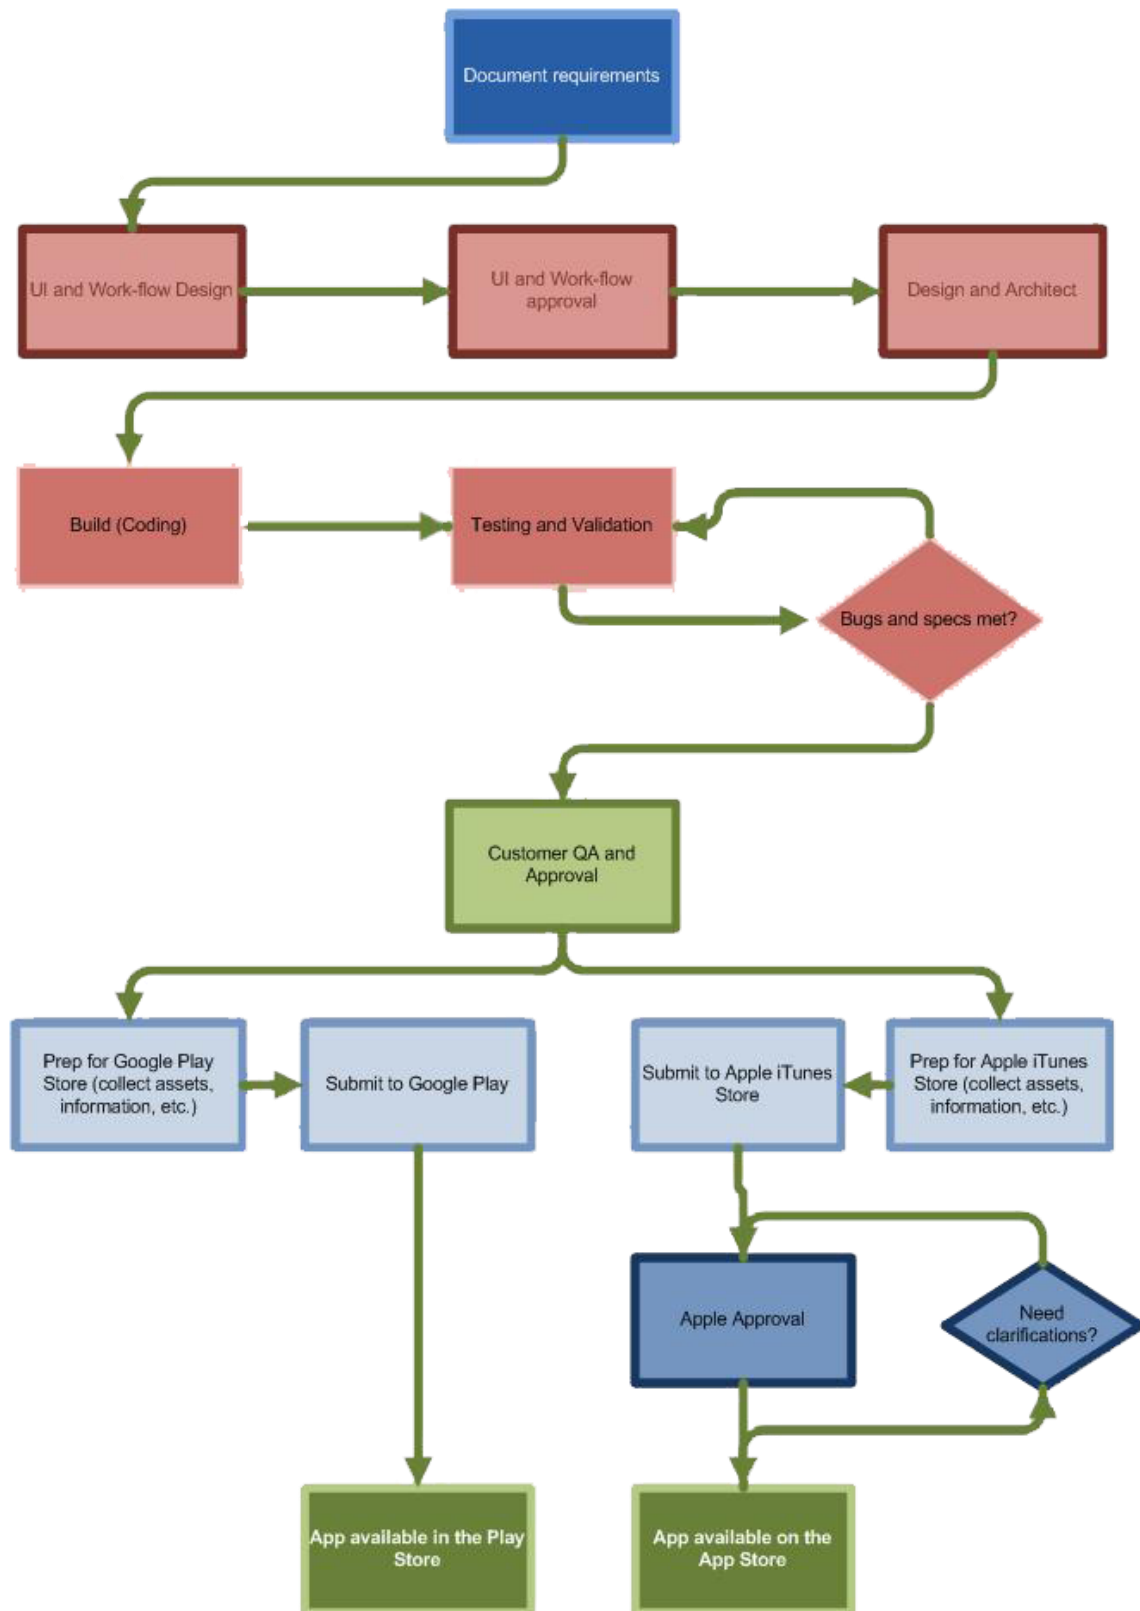 Document requirements
UI and Work-flow Design
UI and Work-flow
approval
Design and Architect
Build (Coding)
Testing and Validation
Bugs and specs met?
Customer QA and
Approval
Prep for Google Play
Store (collect assets,
information, etc.)
Submit to Google Play
Submit to Apple iTunes
Store
Prep for Apple iTunes
Store (collect assets,
information, etc.)
Apple Approval
Need
clarifications?
App available in the Play
Store
App available on the
App Store